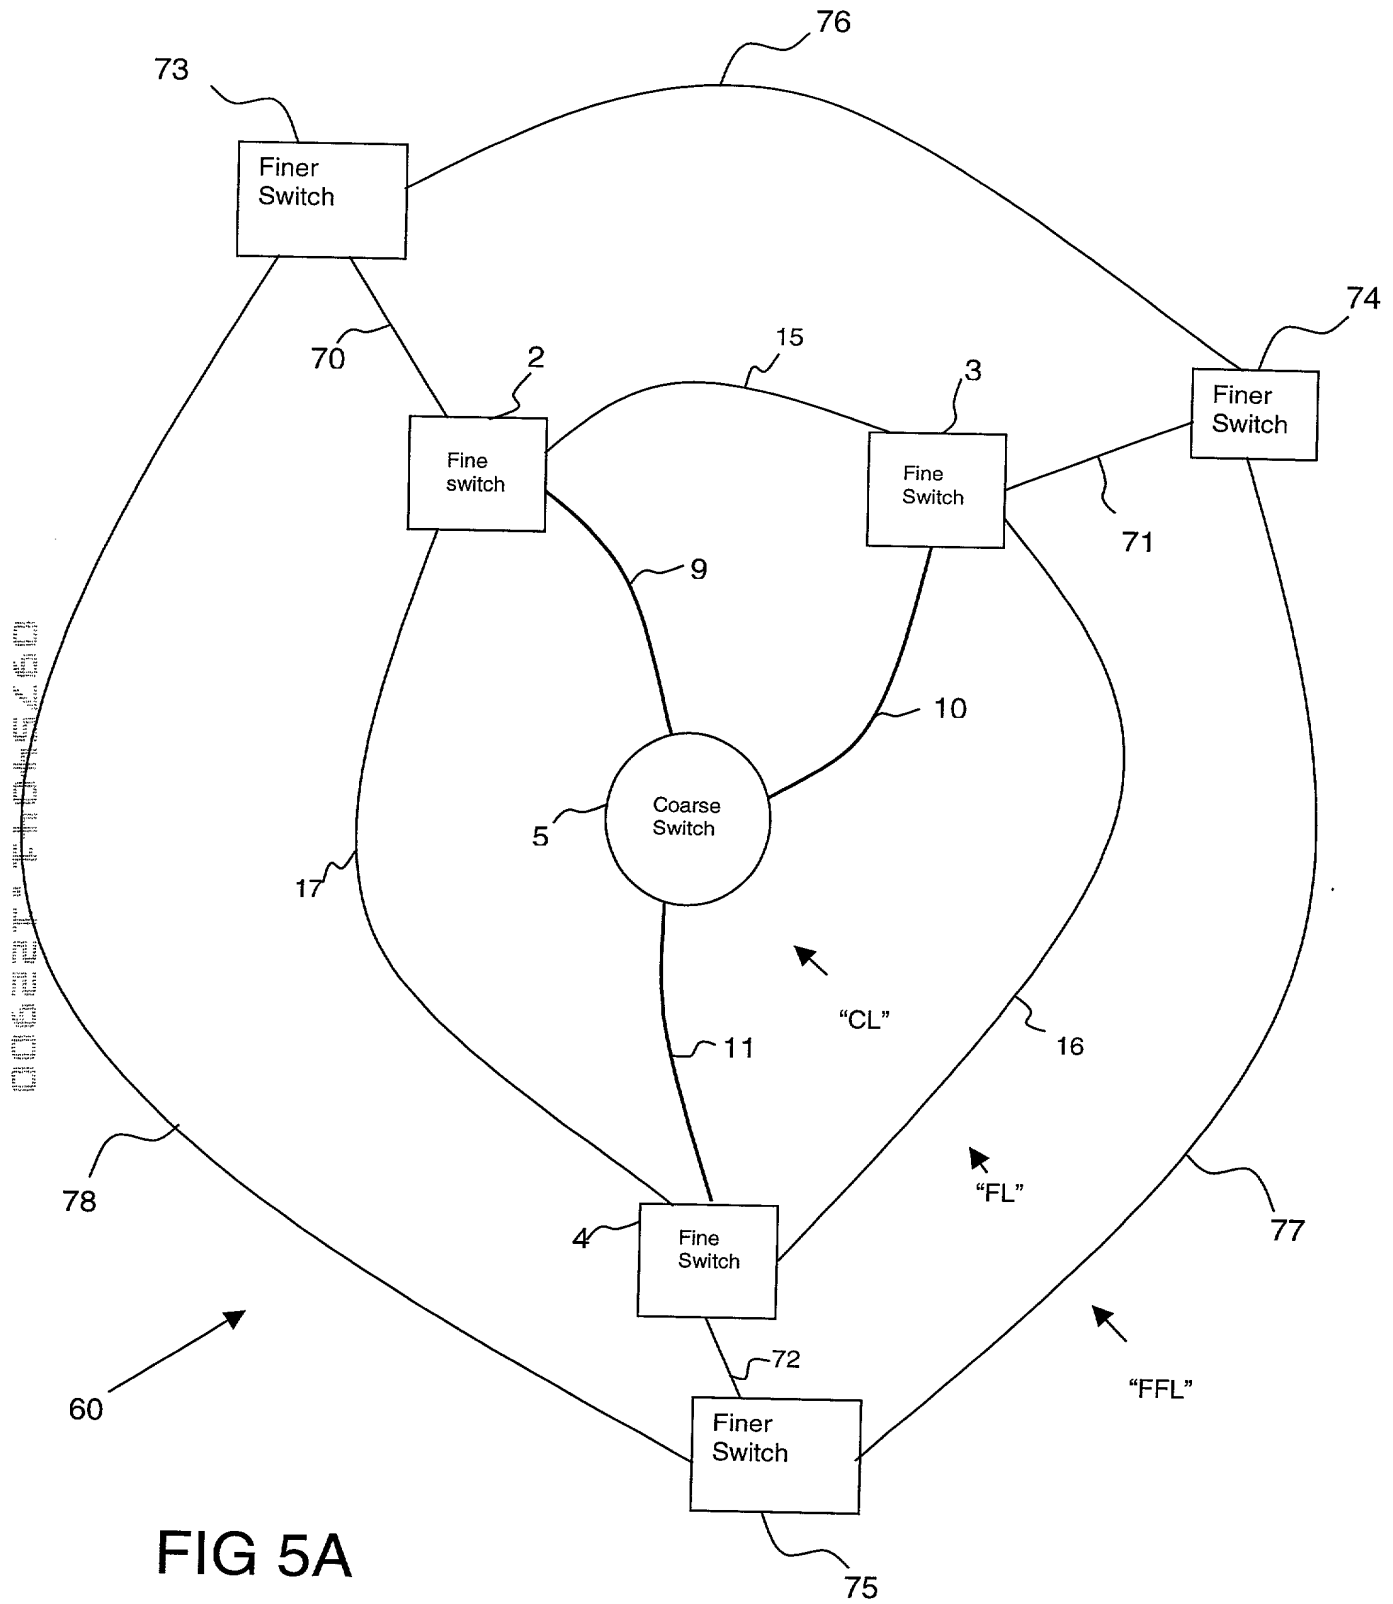 76
73
Finer
Switch
74
15
70
2
3
Finer
Switch
Fine
switch
Fine
Switch
71
9
10
Coarse
Switch
5
17
"CL"
11
16
"FL"
78
77
4
Fine
Switch
72
"FFL"
60
Finer
Switch
FIG 5A
75